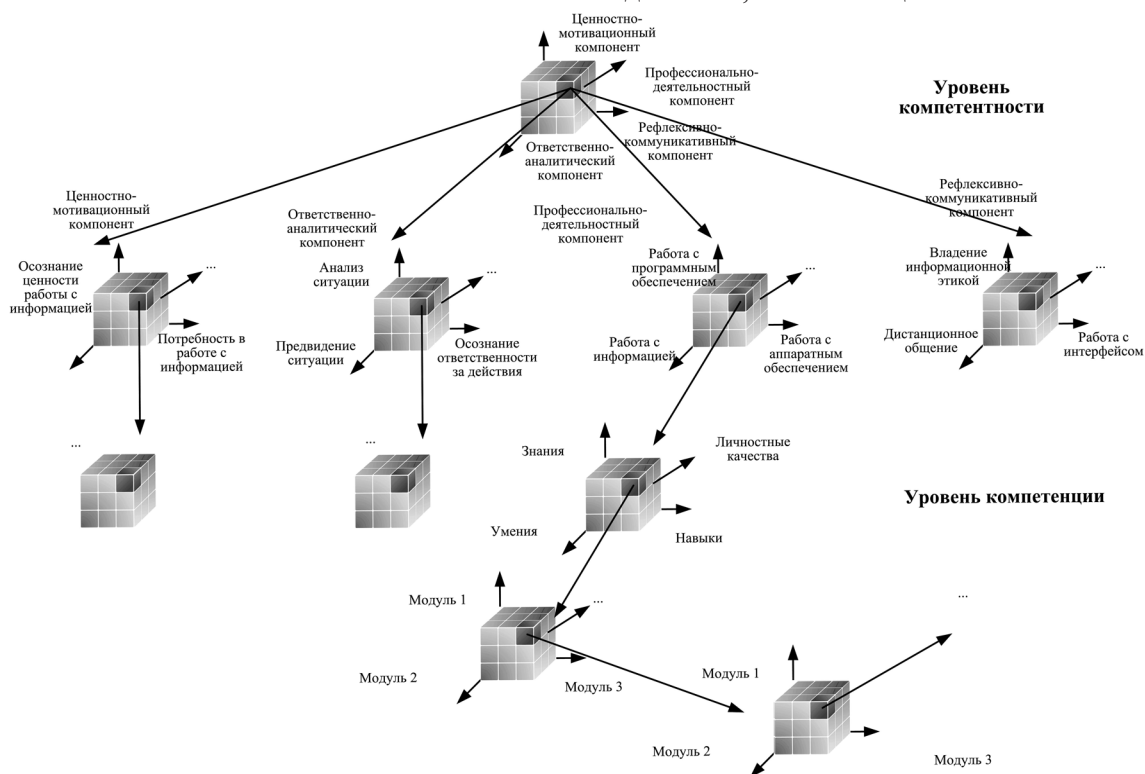 Ценностно-
мотивационный
компонент
Профессионально-
деятельностный
компонент
Уровень
компетентности
Рефлексивно-
коммуникативный
компонент
Ответственно-
аналитический
компонент
Ценностно-
мотивационный
компонент
Ответственно-
аналитический
компонент
Профессионально-
деятельностный
компонент
Рефлексивно-
коммуникативный
компонент
Осознание
ценности
работы с
информацией
...
Потребность в
работе с
информацией
Анализ
ситуации
...
Предвидение
ситуации
Осознание
ответственности
за действия
Работа с
программным
обеспечением
...
Работа с
информацией
Работа с
аппаратным
обеспечением
Владение
информационной
этикой
...
Дистанционное
общение
Работа с
интерфейсом
...
...
Знания
Личностные
качества
Уровень компетенции
Умения
Навыки
Модуль 1
...
...
Модуль 2
Модуль 3
Модуль 1
Модуль 2
Модуль 3